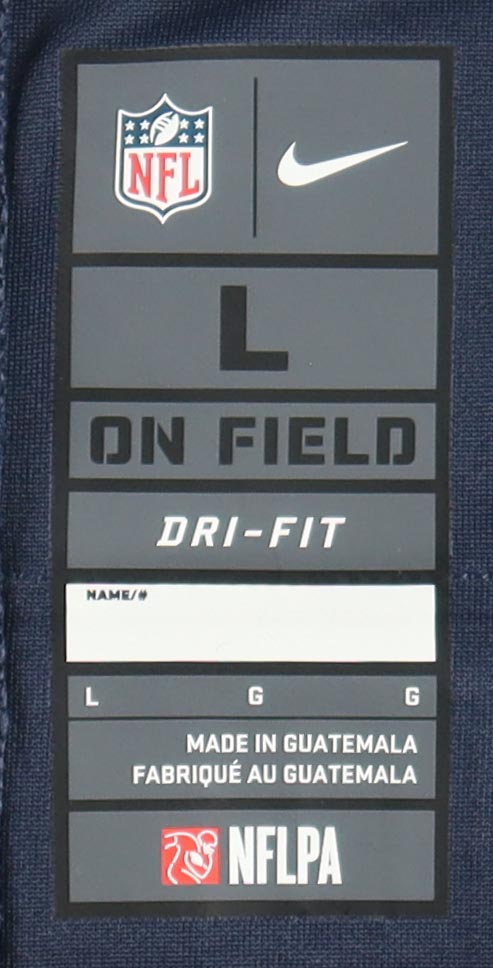 NFL
L
ON FIELD
DRI-FIT
NAME/#
L G G
MADE IN GUATEMALA
FABRIQUÉ AU GUATEMALA
NFLPA